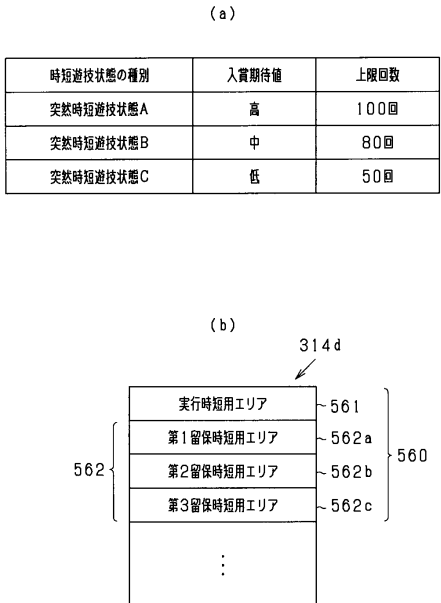 (a)
時短遊技状態の種別 入賞期待値 上限回数
突然時短遊技状態A 高 100回
突然時短遊技状態B 中 80回
突然時短遊技状態C 低 50回
(b)
314d
実行時短用エリア 561
第1留保時短用エリア 562a
第2留保時短用エリア 562b
第3留保時短用エリア 562c
562
560
⋮